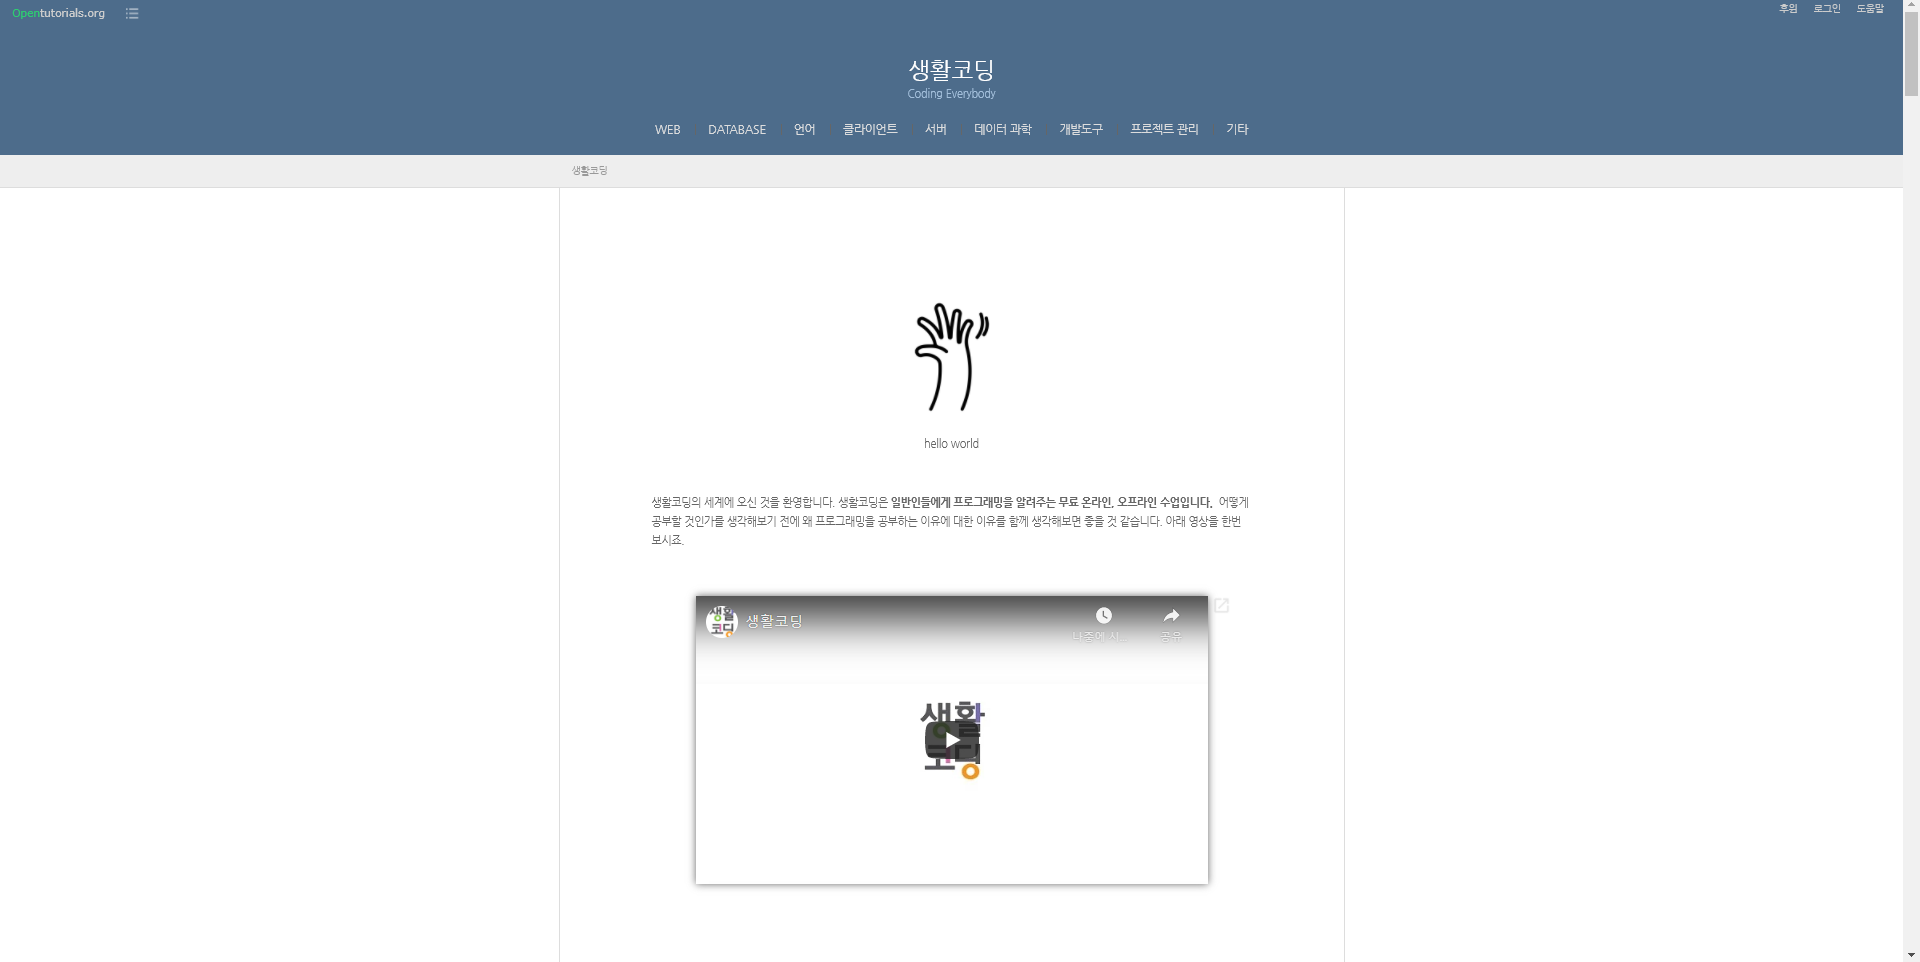 Opentutorials.org
후원 로그인 도움말
생활코딩
Coding Everybody
WEB DATABASE 언어 클라이언트 서버 데이터 과학 개발도구 프로젝트 관리 기타
생활코딩
hello world
생활코딩의 세계에 오신 것을 환영합니다. 생활코딩은 일반인들에게 프로그래밍을 알려주는 무료 온라인, 오프라인 수업입니다. 어떻게
공부할 것인가를 생각해보기 전에 왜 프로그래밍을 공부하는 이유에 대한 이유를 함께 생각해보면 좋을 것 같습니다. 아래 영상을 한번
보시죠.
생활
코딩
생활코딩
나중에 시...
공유
생활
코딩